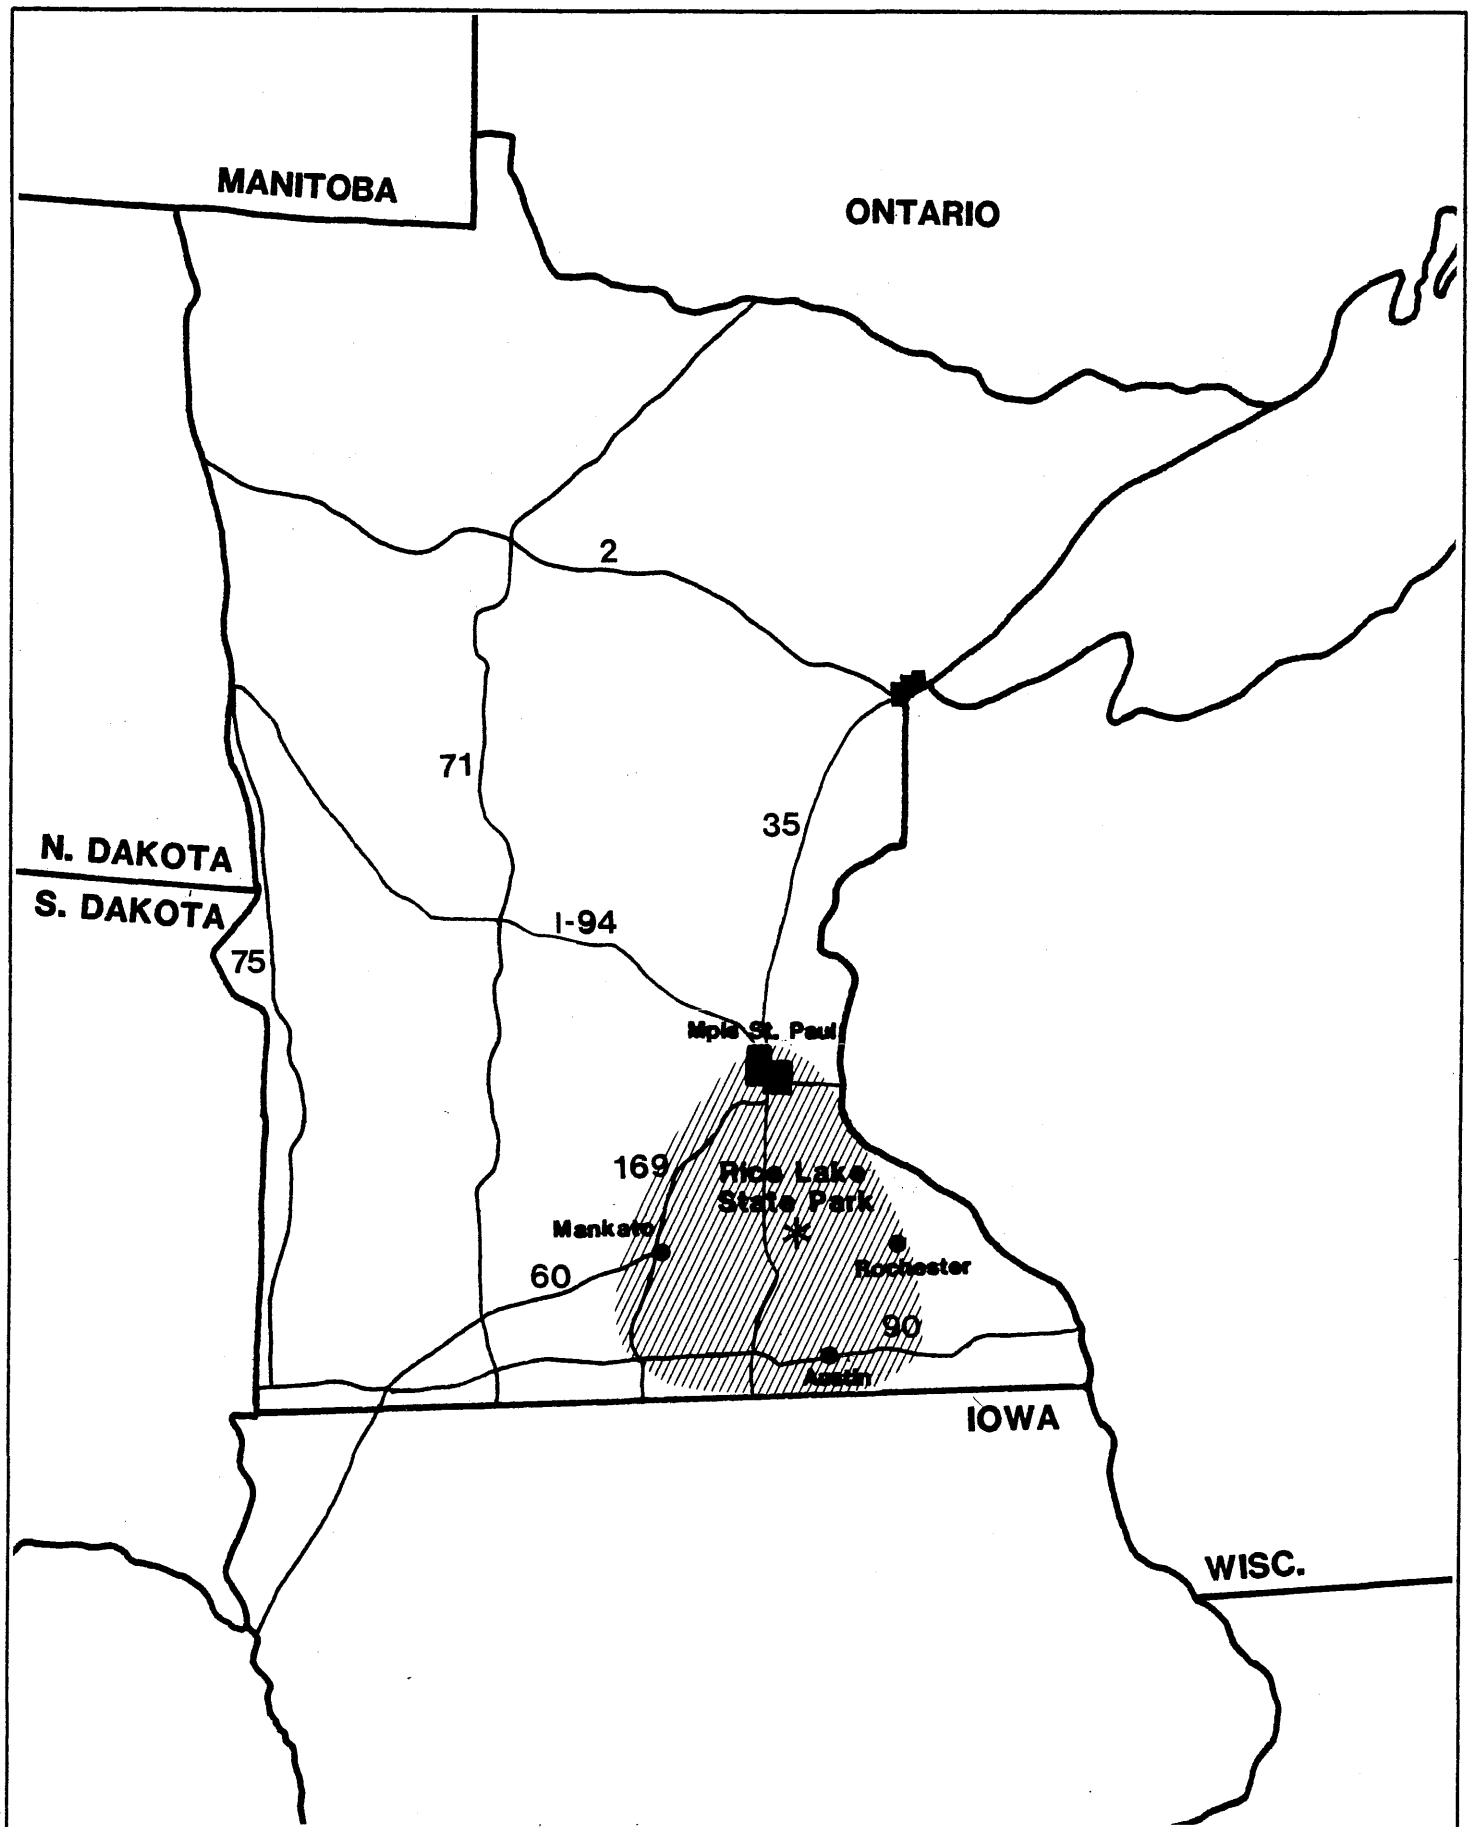 MANITOBA
ONTARIO
2
71
35
N. DAKOTA
S. DAKOTA
I-94
75
Mpls St. Paul
169
Rice Lake
State Park
Mankato
Rochester
60
90
Austin
IOWA
WISC.